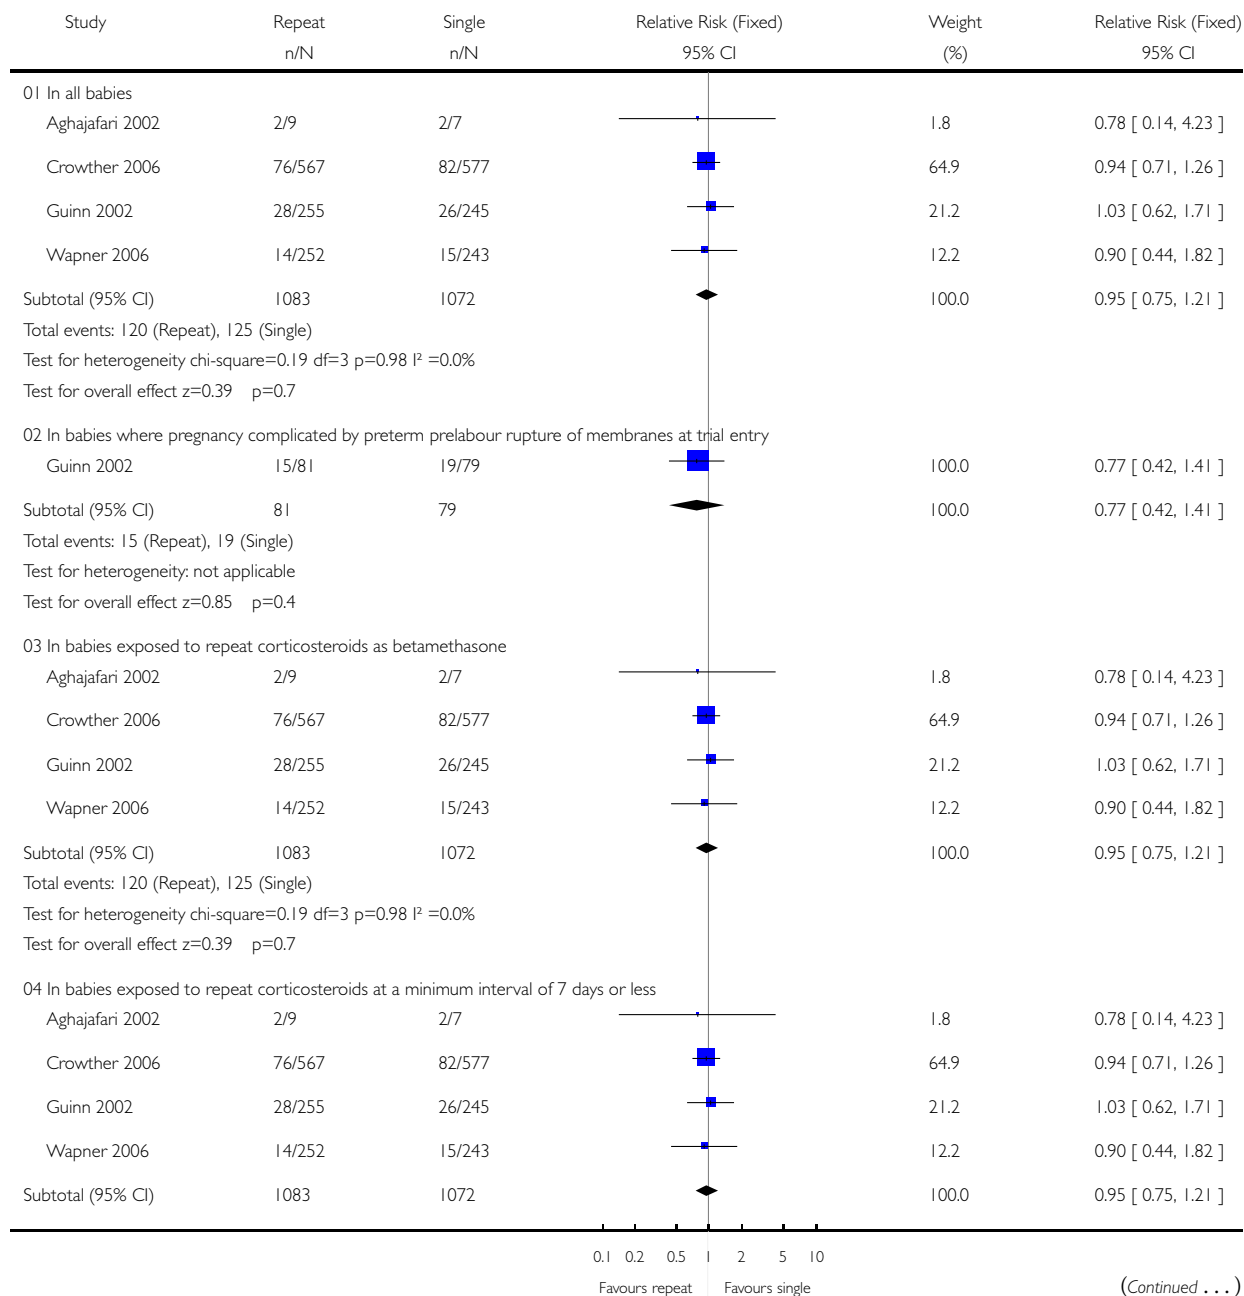 Study Repeat Single Relative Risk (Fixed) Weight Relative Risk (Fixed)
n/N n/N 95% CI (%) 95% CI
01 In all babies
Aghajafari 2002 2/9 2/7 1.8 0.78 [ 0.14, 4.23 ]
Crowther 2006 76/567 82/577 64.9 0.94 [ 0.71, 1.26 ]
Guinn 2002 28/255 26/245 21.2 1.03 [ 0.62, 1.71 ]
Wapner 2006 14/252 15/243 12.2 0.90 [ 0.44, 1.82 ]
Subtotal (95% CI) 1083 1072 100.0 0.95 [ 0.75, 1.21 ]
Total events: 120 (Repeat), 125 (Single)
Test for heterogeneity chi-square=0.19 df=3 p=0.98 I² =0.0%
Test for overall effect z=0.39 p=0.7
02 In babies where pregnancy complicated by preterm prelabour rupture of membranes at trial entry
Guinn 2002 15/81 19/79 100.0 0.77 [ 0.42, 1.41 ]
Subtotal (95% CI) 81 79 100.0 0.77 [ 0.42, 1.41 ]
Total events: 15 (Repeat), 19 (Single)
Test for heterogeneity: not applicable
Test for overall effect z=0.85 p=0.4
03 In babies exposed to repeat corticosteroids as betamethasone
Aghajafari 2002 2/9 2/7 1.8 0.78 [ 0.14, 4.23 ]
Crowther 2006 76/567 82/577 64.9 0.94 [ 0.71, 1.26 ]
Guinn 2002 28/255 26/245 21.2 1.03 [ 0.62, 1.71 ]
Wapner 2006 14/252 15/243 12.2 0.90 [ 0.44, 1.82 ]
Subtotal (95% CI) 1083 1072 100.0 0.95 [ 0.75, 1.21 ]
Total events: 120 (Repeat), 125 (Single)
Test for heterogeneity chi-square=0.19 df=3 p=0.98 I² =0.0%
Test for overall effect z=0.39 p=0.7
04 In babies exposed to repeat corticosteroids at a minimum interval of 7 days or less
Aghajafari 2002 2/9 2/7 1.8 0.78 [ 0.14, 4.23 ]
Crowther 2006 76/567 82/577 64.9 0.94 [ 0.71, 1.26 ]
Guinn 2002 28/255 26/245 21.2 1.03 [ 0.62, 1.71 ]
Wapner 2006 14/252 15/243 12.2 0.90 [ 0.44, 1.82 ]
Subtotal (95% CI) 1083 1072 100.0 0.95 [ 0.75, 1.21 ]
0.1 0.2 0.5 1 2 5 10
Favours repeat Favours single (Continued . . . )